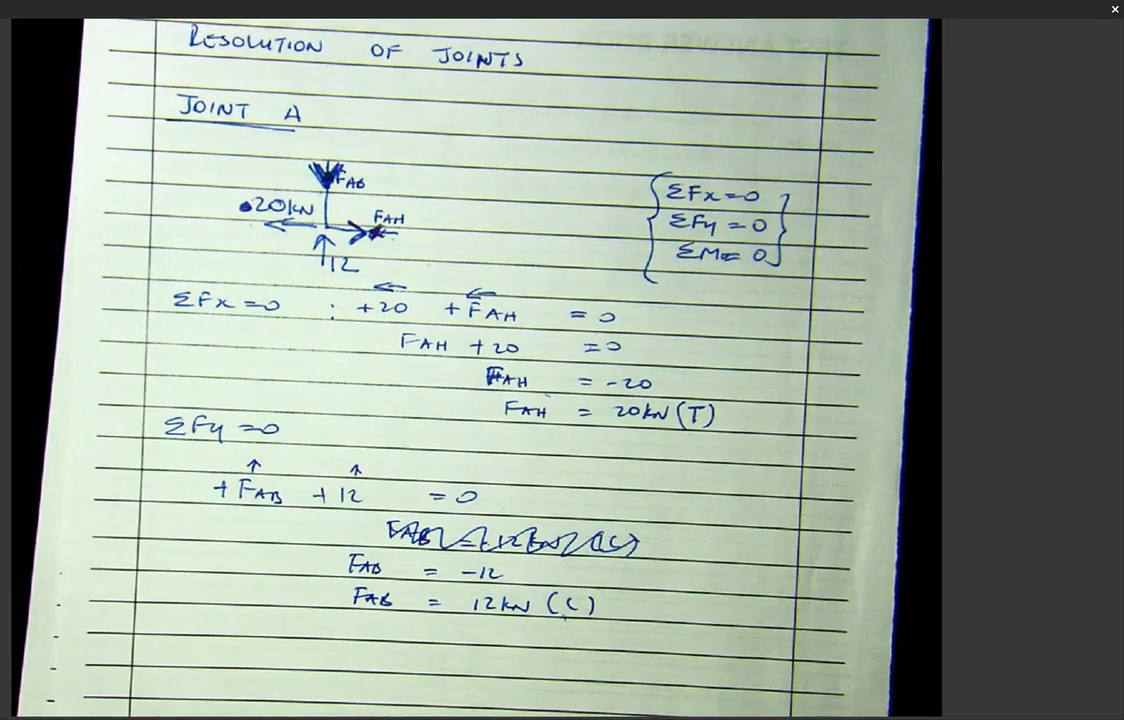 RESOLUTION OF JOINTS
JOINT A
FAB
20kN
FAH
12
ΣFx=0
ΣFy=0
ΣM=0
ΣFx=0 : +20 +FAH =0
FAH +20 =0
FAH = -20
FAH = 20kN (T)
ΣFy=0
↑ ↑
+FAB +12 =0
FAB = -12
FAB = 12kN (C)